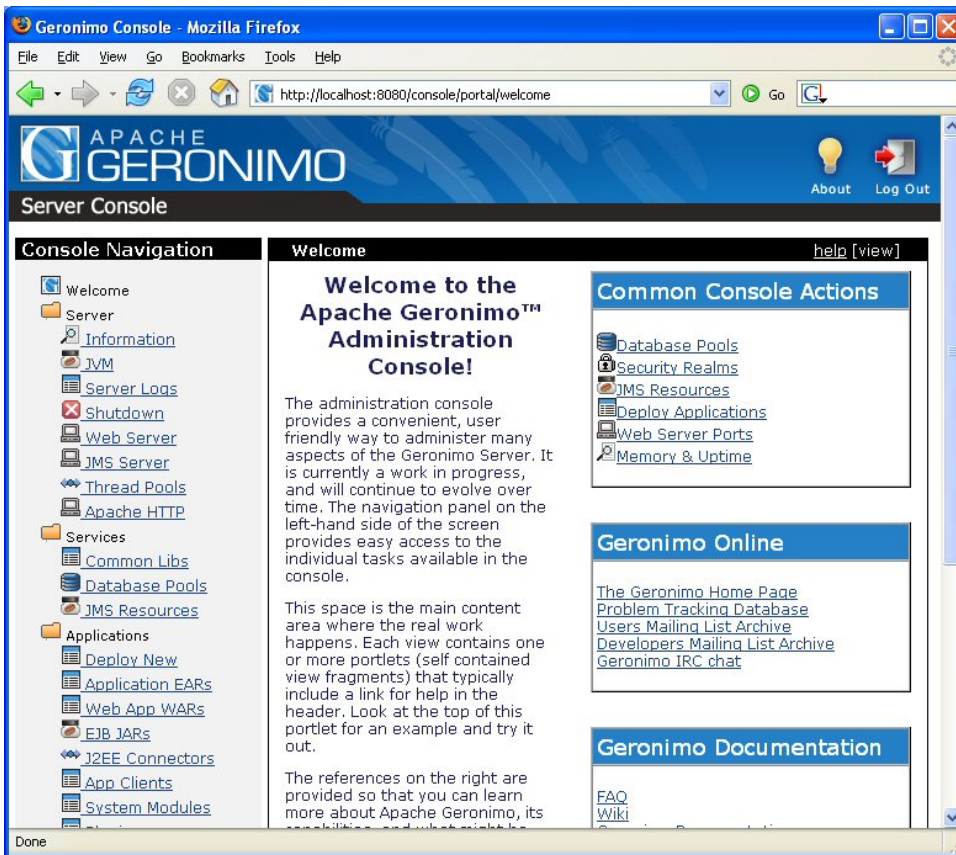 Geronimo Console - Mozilla Firefox
File Edit View Go Bookmarks Tools Help
http://localhost:8080/console/portal/welcome Go
APACHE
GERONIMO
Server Console
About Log Out
Console Navigation
Welcome
Server
Information
JVM
Server Logs
Shutdown
Web Server
JMS Server
Thread Pools
Apache HTTP
Services
Common Libs
Database Pools
JMS Resources
Applications
Deploy New
Application EARs
Web App WARs
EJB JARs
J2EE Connectors
App Clients
System Modules
Welcome help [view]
Welcome to the
Apache Geronimo™
Administration
Console!
The administration console
provides a convenient, user
friendly way to administer many
aspects of the Geronimo Server. It
is currently a work in progress,
and will continue to evolve over
time. The navigation panel on the
left-hand side of the screen
provides easy access to the
individual tasks available in the
console.
This space is the main content
area where the real work
happens. Each view contains one
or more portlets (self contained
view fragments) that typically
include a link for help in the
header. Look at the top of this
portlet for an example and try it
out.
The references on the right are
provided so that you can learn
more about Apache Geronimo, its
Common Console Actions
Database Pools
Security Realms
JMS Resources
Deploy Applications
Web Server Ports
Memory & Uptime
Geronimo Online
The Geronimo Home Page
Problem Tracking Database
Users Mailing List Archive
Developers Mailing List Archive
Geronimo IRC chat
Geronimo Documentation
FAQ
Wiki
Done